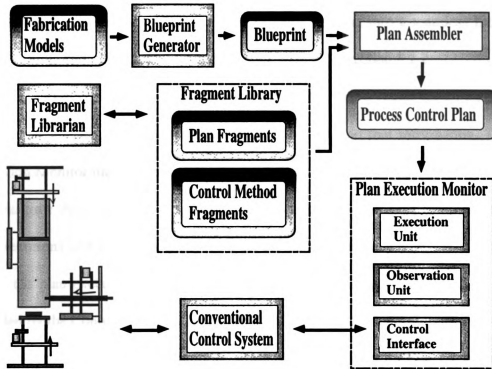 Fabrication
Models
Blueprint
Generator
Blueprint
Plan Assembler
Fragment
Librarian
Fragment Library
Plan Fragments
Control Method
Fragments
Process Control Plan
Plan Execution Monitor
Execution
Unit
Observation
Unit
Control
Interface
Conventional
Control System